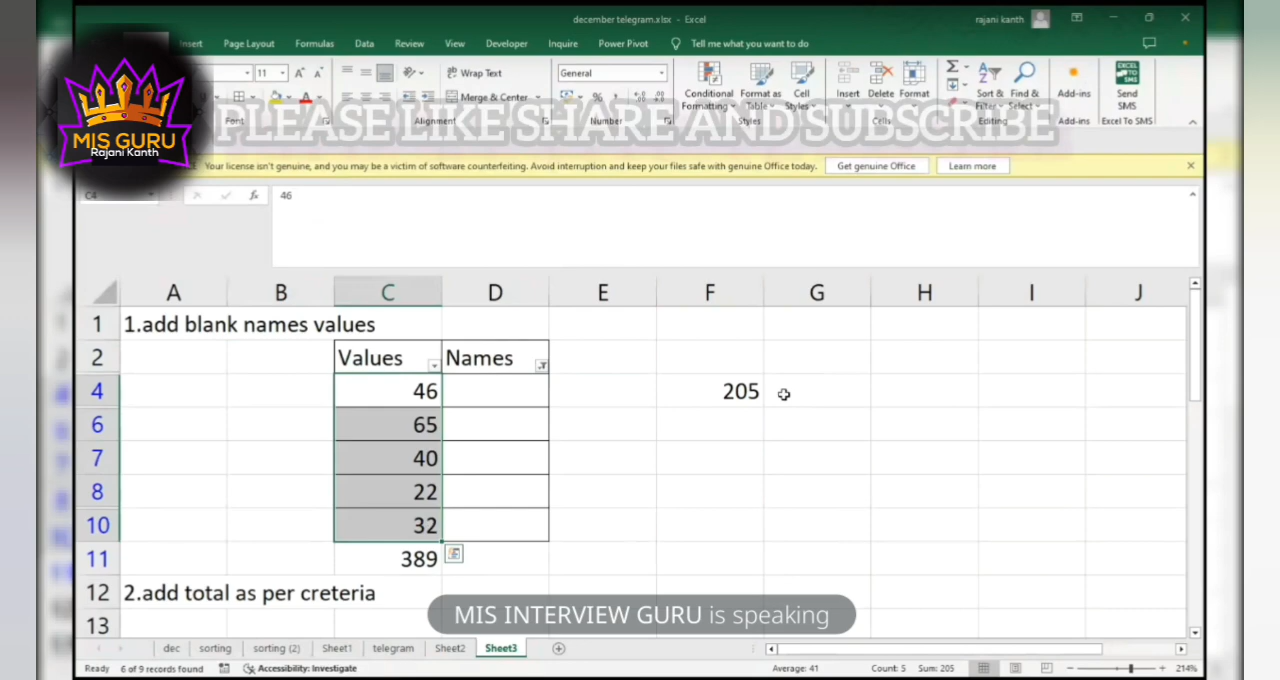 december telegram.xlsx - Excel
rajani kanth
Insert Page Layout Formulas Data Review View Developer Inquire Power Pivot Tell me what you want to do
11 A A Wrap Text General Conditional Format as Cell Insert Delete Format Sort & Find & Add-ins Send
A Merge & Center % Formatting Table Styles Filter Select SMS
Font Alignment Number Styles Cells Editing Add-ins Excel To SMS
EXCEL TO SMS
MIS GURU
Rajani Kanth
PLEASE LIKE SHARE AND SUBSCRIBE
Your license isn't genuine, and you may be a victim of software counterfeiting. Avoid interruption and keep your files safe with genuine Office today. Get genuine Office Learn more
C4 fx 46
A B C D E F G H I J
1 1.add blank names values
2 Values Names
4 46 205
6 65
7 40
8 22
10 32
11 389
12 2.add total as per creteria
13
MIS INTERVIEW GURU is speaking
dec sorting sorting (2) Sheet1 telegram Sheet2 Sheet3
Ready 6 of 9 records found Accessibility: Investigate Average: 41 Count: 5 Sum: 205 214%